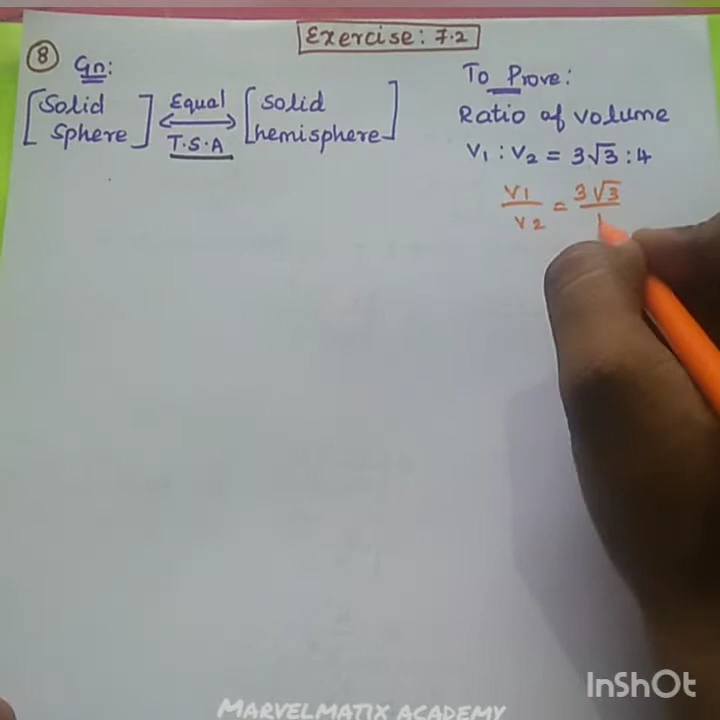 Exercise: 7.2
8 Gn:
[Solid sphere] Equal T.S.A [Solid hemisphere]
To Prove:
Ratio of volume
V1 : V2 = 3√3 : 4
V1/V2 = 3√3/
InShOt
MARVELMATIX ACADEMY